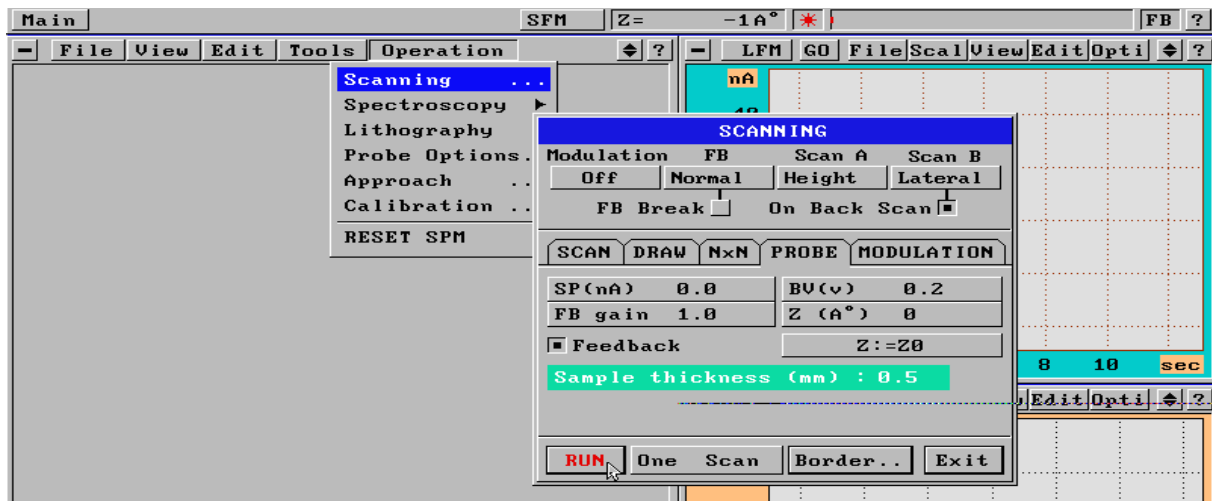 Main SFM Z= -1A° FB ?
- File View Edit Tools Operation ?
- LFM GO File Scal View Edit Opti ?
Scanning ...
Spectroscopy
Lithography
Probe Options.
Approach ..
Calibration ..
RESET SPM
nA
SCANNING
Modulation FB Scan A Scan B
Off Normal Height Lateral
FB Break On Back Scan
SCAN DRAW NxN PROBE MODULATION
SP(nA) 0.0 BV(v) 0.2
FB gain 1.0 Z (A°) 0
Feedback Z:=Z0
Sample thickness (mm) : 0.5
RUN One Scan Border.. Exit
8 10 sec
Edit Opti ?